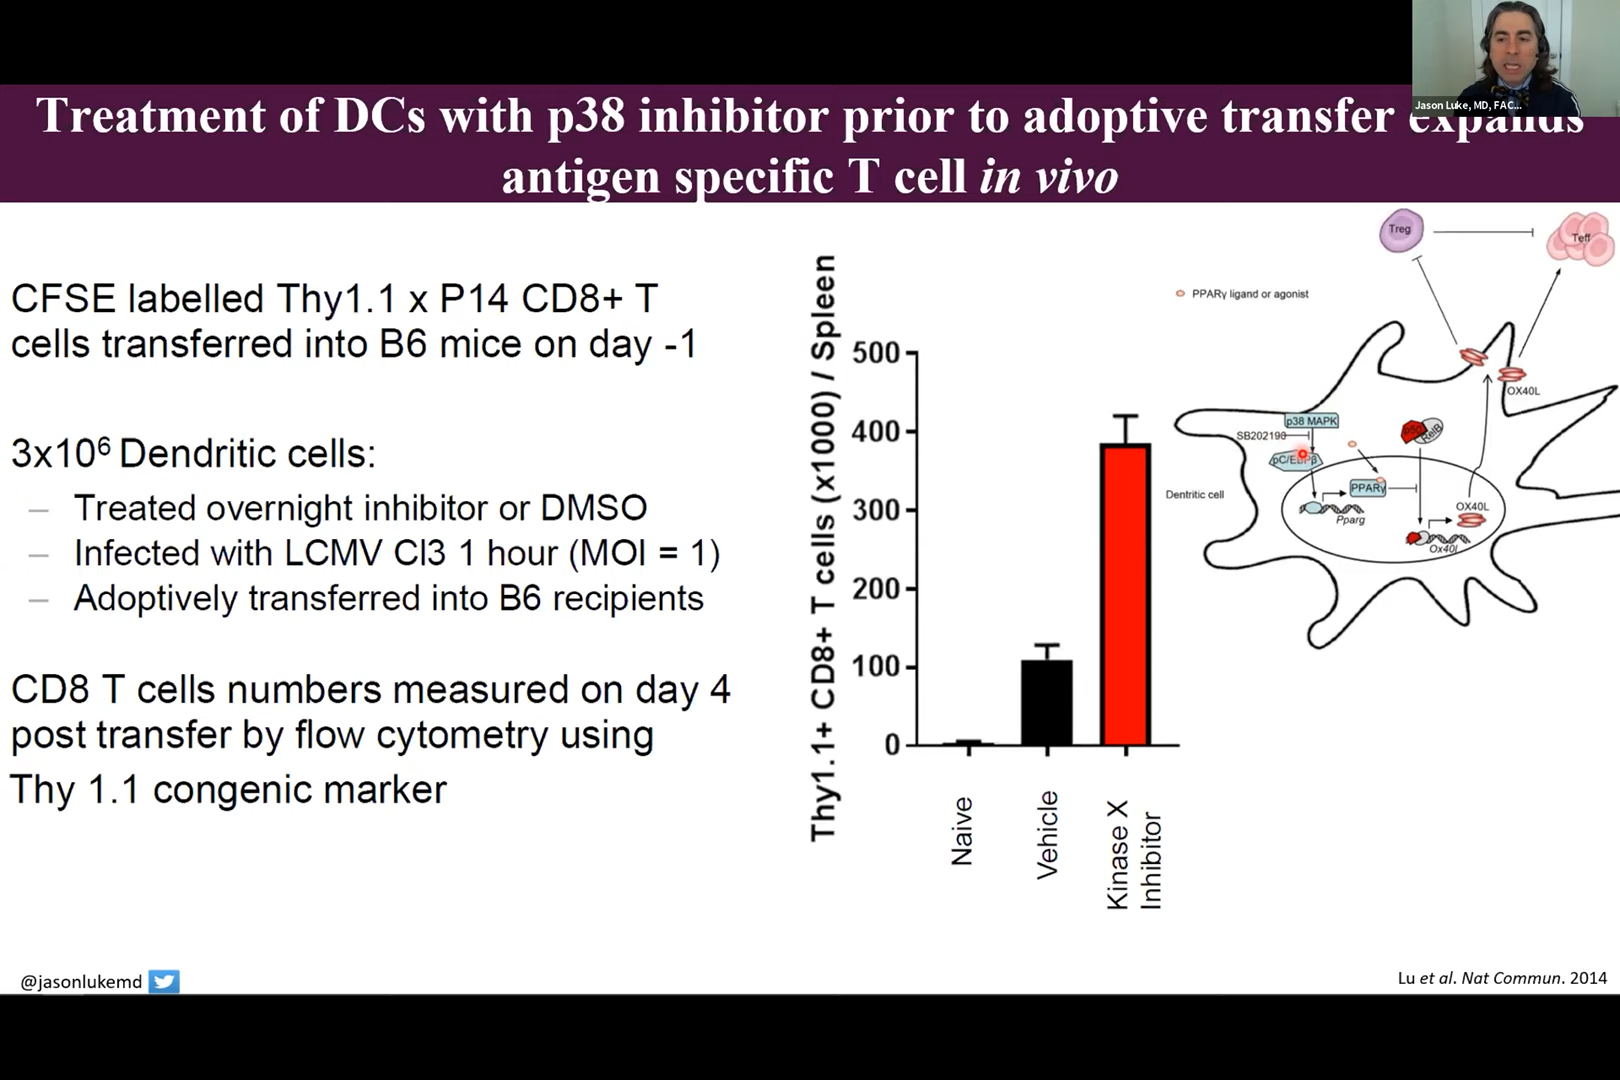 Jason Luke, MD, FAC...
Treatment of DCs with p38 inhibitor prior to adoptive transfer expands
antigen specific T cell in vivo
CFSE labelled Thy1.1 x P14 CD8+ T
cells transferred into B6 mice on day -1
3x10⁶ Dendritic cells:
– Treated overnight inhibitor or DMSO
– Infected with LCMV Cl3 1 hour (MOI = 1)
– Adoptively transferred into B6 recipients
CD8 T cells numbers measured on day 4
post transfer by flow cytometry using
Thy 1.1 congenic marker
Thy1.1+ CD8+ T cells (x1000) / Spleen
500
400
300
200
100
0
Naive
Vehicle
Kinase X
Inhibitor
Treg
Teff
PPARγ ligand or agonist
OX40L
p38 MAPK
SB202190
pC/EBPβ
p50
RelB
Dentritic cell
PPARγ
Pparg
OX40L
Ox40l
@jasonlukemd
Lu et al. Nat Commun. 2014